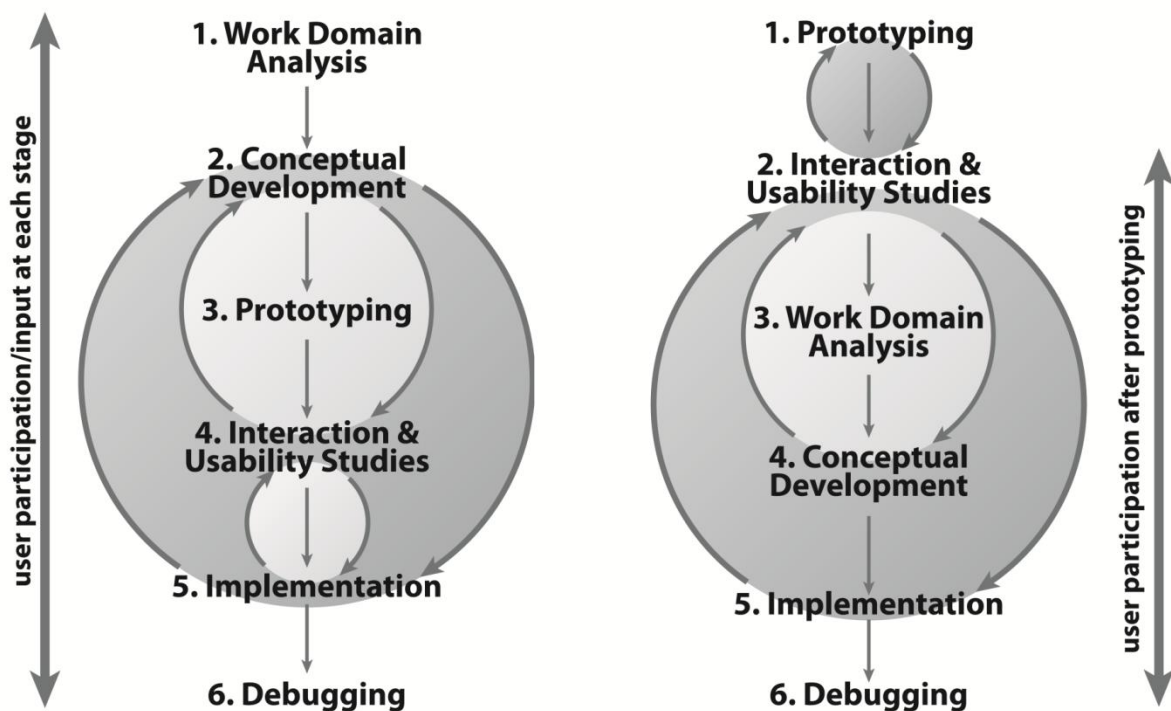 user participation/input at each stage
1. Work Domain
Analysis
2. Conceptual
Development
3. Prototyping
4. Interaction &
Usability Studies
5. Implementation
6. Debugging
1. Prototyping
2. Interaction &
Usability Studies
3. Work Domain
Analysis
4. Conceptual
Development
5. Implementation
6. Debugging
user participation after prototyping